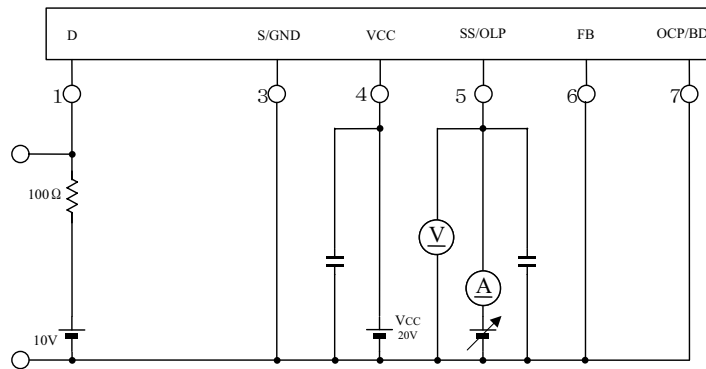 D S/GND VCC SS/OLP FB OCP/BD
1 3 4 5 6 7
100Ω
V
A
10V
VCC
20V